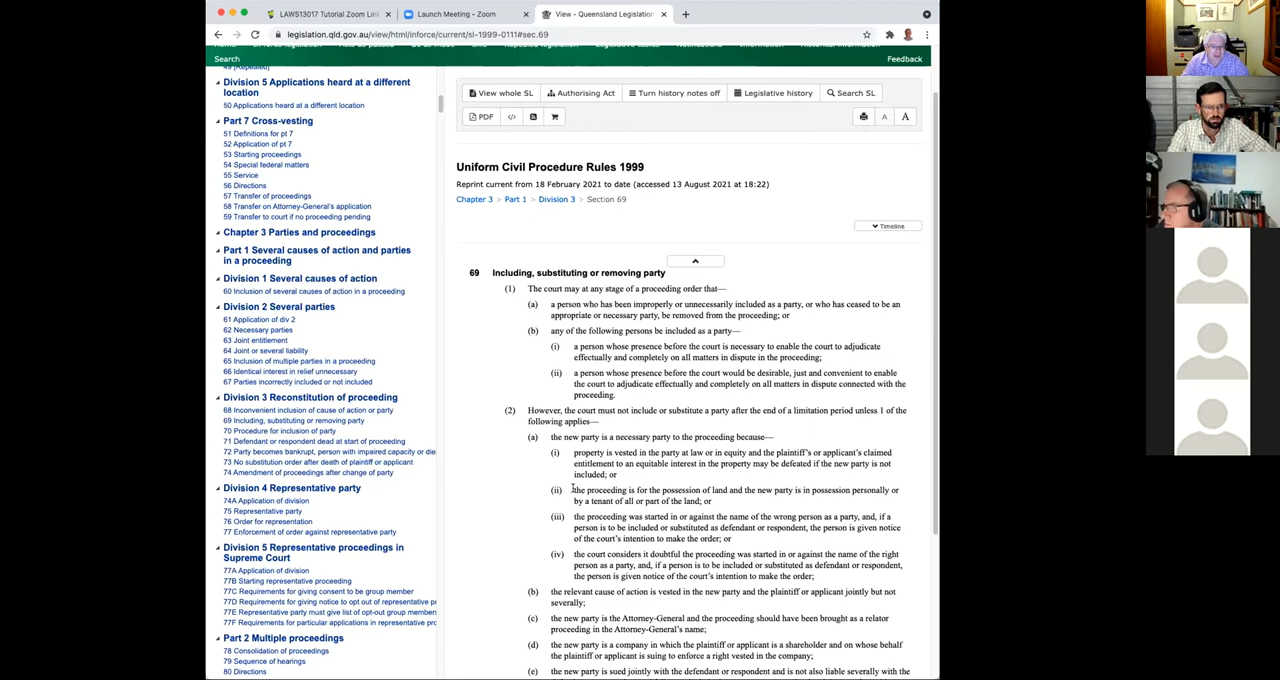 LAWS13017 Tutorial Zoom Lin
Launch Meeting - Zoom
View - Queensland Legislation
legislation.qld.gov.au/view/html/inforce/current/sl-1999-0111#sec.69
Search
Feedback
49 [Repealed]
Division 5 Applications heard at a different
location
50 Applications heard at a different location
Part 7 Cross-vesting
51 Definitions for pt 7
52 Application of pt 7
53 Starting proceedings
54 Special federal matters
55 Service
56 Directions
57 Transfer of proceedings
58 Transfer on Attorney-General's application
59 Transfer to court if no proceeding pending
Chapter 3 Parties and proceedings
Part 1 Several causes of action and parties
in a proceeding
Division 1 Several causes of action
60 Inclusion of several causes of action in a proceeding
Division 2 Several parties
61 Application of div 2
62 Necessary parties
63 Joint entitlement
64 Joint or several liability
65 Inclusion of multiple parties in a proceeding
66 Identical interest in relief unnecessary
67 Parties incorrectly included or not included
Division 3 Reconstitution of proceeding
68 Inconvenient inclusion of cause of action or party
69 Including, substituting or removing party
70 Procedure for inclusion of party
71 Defendant or respondent dead at start of proceeding
72 Party becomes bankrupt, person with impaired capacity or die
73 No substitution order after death of plaintiff or applicant
74 Amendment of proceedings after change of party
Division 4 Representative party
74A Application of division
75 Representative party
76 Order for representation
77 Enforcement of order against representative party
Division 5 Representative proceedings in
Supreme Court
77A Application of division
77B Starting representative proceeding
77C Requirements for giving consent to be group member
77D Requirements for giving notice to opt out of representative p
77E Representative party must give list of opt-out group members
77F Requirements for particular applications in representative pro
Part 2 Multiple proceedings
78 Consolidation of proceedings
79 Sequence of hearings
80 Directions
View whole SL
Authorising Act
Turn history notes off
Legislative history
Search SL
PDF
</>
A
A
Uniform Civil Procedure Rules 1999
Reprint current from 18 February 2021 to date (accessed 13 August 2021 at 18:22)
Chapter 3 > Part 1 > Division 3 > Section 69
Timeline
69 Including, substituting or removing party
(1) The court may at any stage of a proceeding order that—
(a) a person who has been improperly or unnecessarily included as a party, or who has ceased to be an
appropriate or necessary party, be removed from the proceeding; or
(b) any of the following persons be included as a party—
(i) a person whose presence before the court is necessary to enable the court to adjudicate
effectually and completely on all matters in dispute in the proceeding;
(ii) a person whose presence before the court would be desirable, just and convenient to enable
the court to adjudicate effectually and completely on all matters in dispute connected with the
proceeding.
(2) However, the court must not include or substitute a party after the end of a limitation period unless 1 of the
following applies—
(a) the new party is a necessary party to the proceeding because—
(i) property is vested in the party at law or in equity and the plaintiff's or applicant's claimed
entitlement to an equitable interest in the property may be defeated if the new party is not
included; or
(ii) the proceeding is for the possession of land and the new party is in possession personally or
by a tenant of all or part of the land; or
(iii) the proceeding was started in or against the name of the wrong person as a party, and, if a
person is to be included or substituted as defendant or respondent, the person is given notice
of the court's intention to make the order; or
(iv) the court considers it doubtful the proceeding was started in or against the name of the right
person as a party, and, if a person is to be included or substituted as defendant or respondent,
the person is given notice of the court's intention to make the order;
(b) the relevant cause of action is vested in the new party and the plaintiff or applicant jointly but not
severally;
(c) the new party is the Attorney-General and the proceeding should have been brought as a relator
proceeding in the Attorney-General's name;
(d) the new party is a company in which the plaintiff or applicant is a shareholder and on whose behalf
the plaintiff or applicant is suing to enforce a right vested in the company;
(e) the new party is sued jointly with the defendant or respondent and is not also liable severally with the